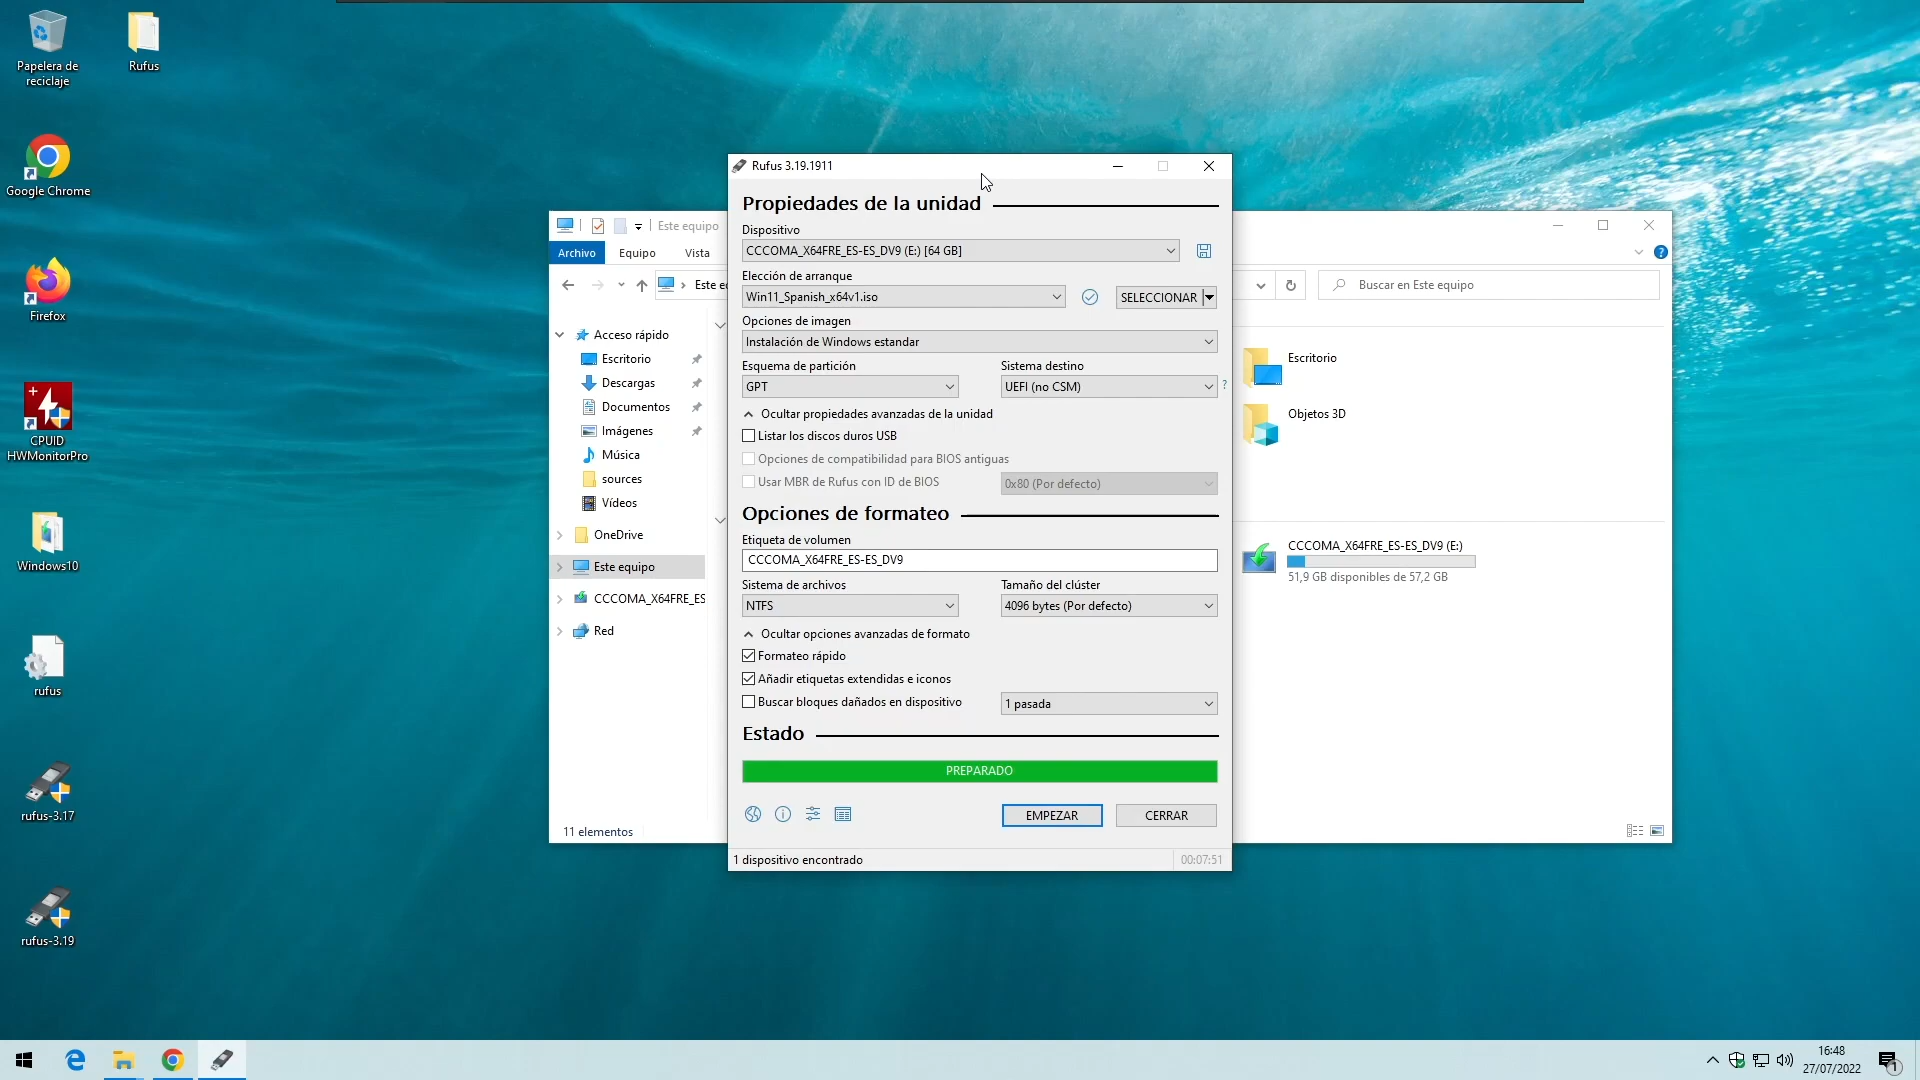 Papelera de
reciclaje
Rufus
Google Chrome
Firefox
CPUID
HWMonitorPro
Windows10
rufus
rufus-3.17
rufus-3.19
Este equipo
Archivo
Equipo
Vista
Este e
Buscar en Este equipo
Acceso rápido
Escritorio
Descargas
Documentos
Imágenes
Música
sources
Vídeos
OneDrive
Este equipo
CCCOMA_X64FRE_ES
Red
11 elementos
Escritorio
Objetos 3D
CCCOMA_X64FRE_ES-ES_DV9 (E:)
51,9 GB disponibles de 57,2 GB
Rufus 3.19.1911
Propiedades de la unidad
Dispositivo
CCCOMA_X64FRE_ES-ES_DV9 (E:) [64 GB]
Elección de arranque
Win11_Spanish_x64v1.iso
SELECCIONAR
Opciones de imagen
Instalación de Windows estandar
Esquema de partición
Sistema destino
GPT
UEFI (no CSM)
?
Ocultar propiedades avanzadas de la unidad
Listar los discos duros USB
Opciones de compatibilidad para BIOS antiguas
Usar MBR de Rufus con ID de BIOS
0x80 (Por defecto)
Opciones de formateo
Etiqueta de volumen
CCCOMA_X64FRE_ES-ES_DV9
Sistema de archivos
Tamaño del clúster
NTFS
4096 bytes (Por defecto)
Ocultar opciones avanzadas de formato
Formateo rápido
Añadir etiquetas extendidas e iconos
Buscar bloques dañados en dispositivo
1 pasada
Estado
PREPARADO
EMPEZAR
CERRAR
1 dispositivo encontrado
00:07:51
16:48
27/07/2022
1